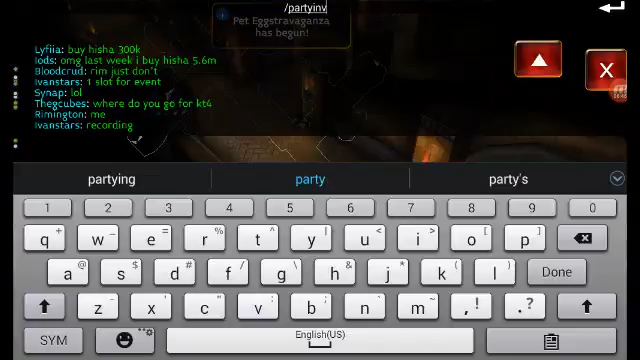 /partyinv
Pet Eggstravaganza
has begun!
Lyfiia: buy hisha 300k
Iods: omg last week i buy hisha 5.6m
Bloodcrud: rim just don't
Ivanstars: 1 slot for event
Synap: lol
Thegcubes: where do you go for kt4
Rimington: me
Ivanstars: recording
X
partying party party's
1 2 3 4 5 6 7 8 9 0
q + w - e = r % t ^ y | u < i > o [ p ]
a @ s $ d # f / g ! h & j * k ( l ) Done
z x c v b n m , ! . ?
SYM English(US)